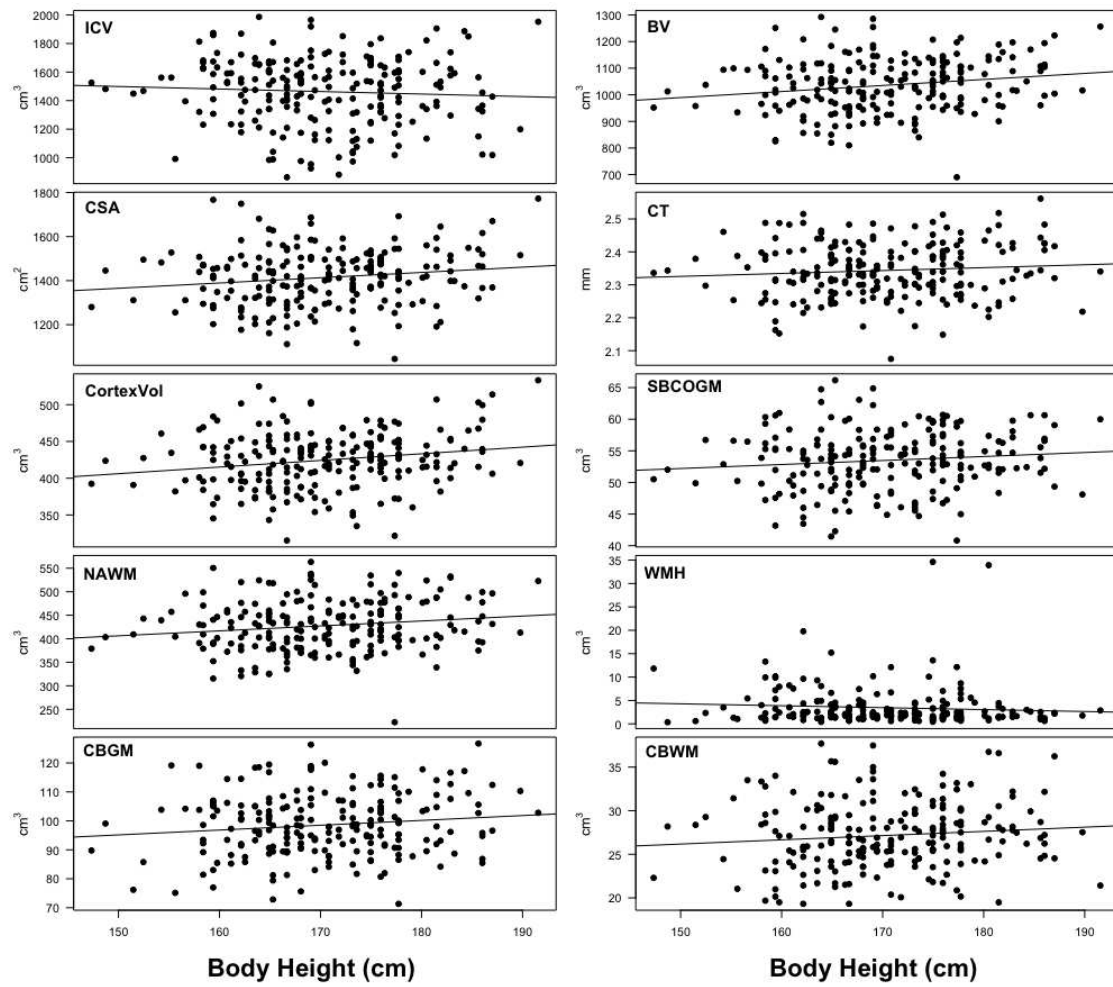 ICV
2000
1800
1600
1400
1200
1000
cm³
BV
1300
1200
1100
1000
900
800
700
cm³
CSA
1800
1600
1400
1200
cm²
CT
2.5
2.4
2.3
2.2
2.1
mm
CortexVol
500
450
400
350
cm³
SBCOGM
65
60
55
50
45
40
cm³
NAWM
550
500
450
400
350
300
250
cm³
WMH
35
30
25
20
15
10
5
0
cm³
CBGM
120
110
100
90
80
70
cm³
CBWM
35
30
25
20
cm³
150 160 170 180 190
150 160 170 180 190
Body Height (cm)
Body Height (cm)